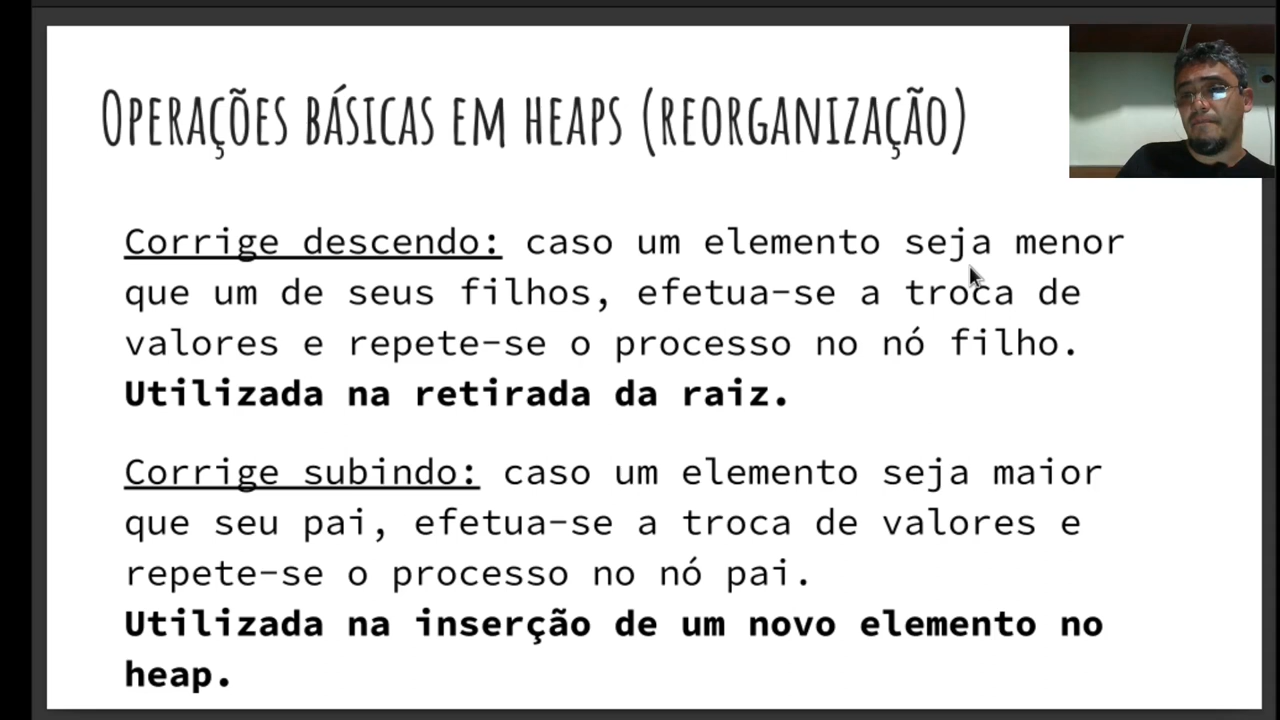 OPERAÇÕES BÁSICAS EM HEAPS (REORGANIZAÇÃO)
Corrige descendo: caso um elemento seja menor
que um de seus filhos, efetua-se a troca de
valores e repete-se o processo no nó filho.
Utilizada na retirada da raiz.
Corrige subindo: caso um elemento seja maior
que seu pai, efetua-se a troca de valores e
repete-se o processo no nó pai.
Utilizada na inserção de um novo elemento no
heap.